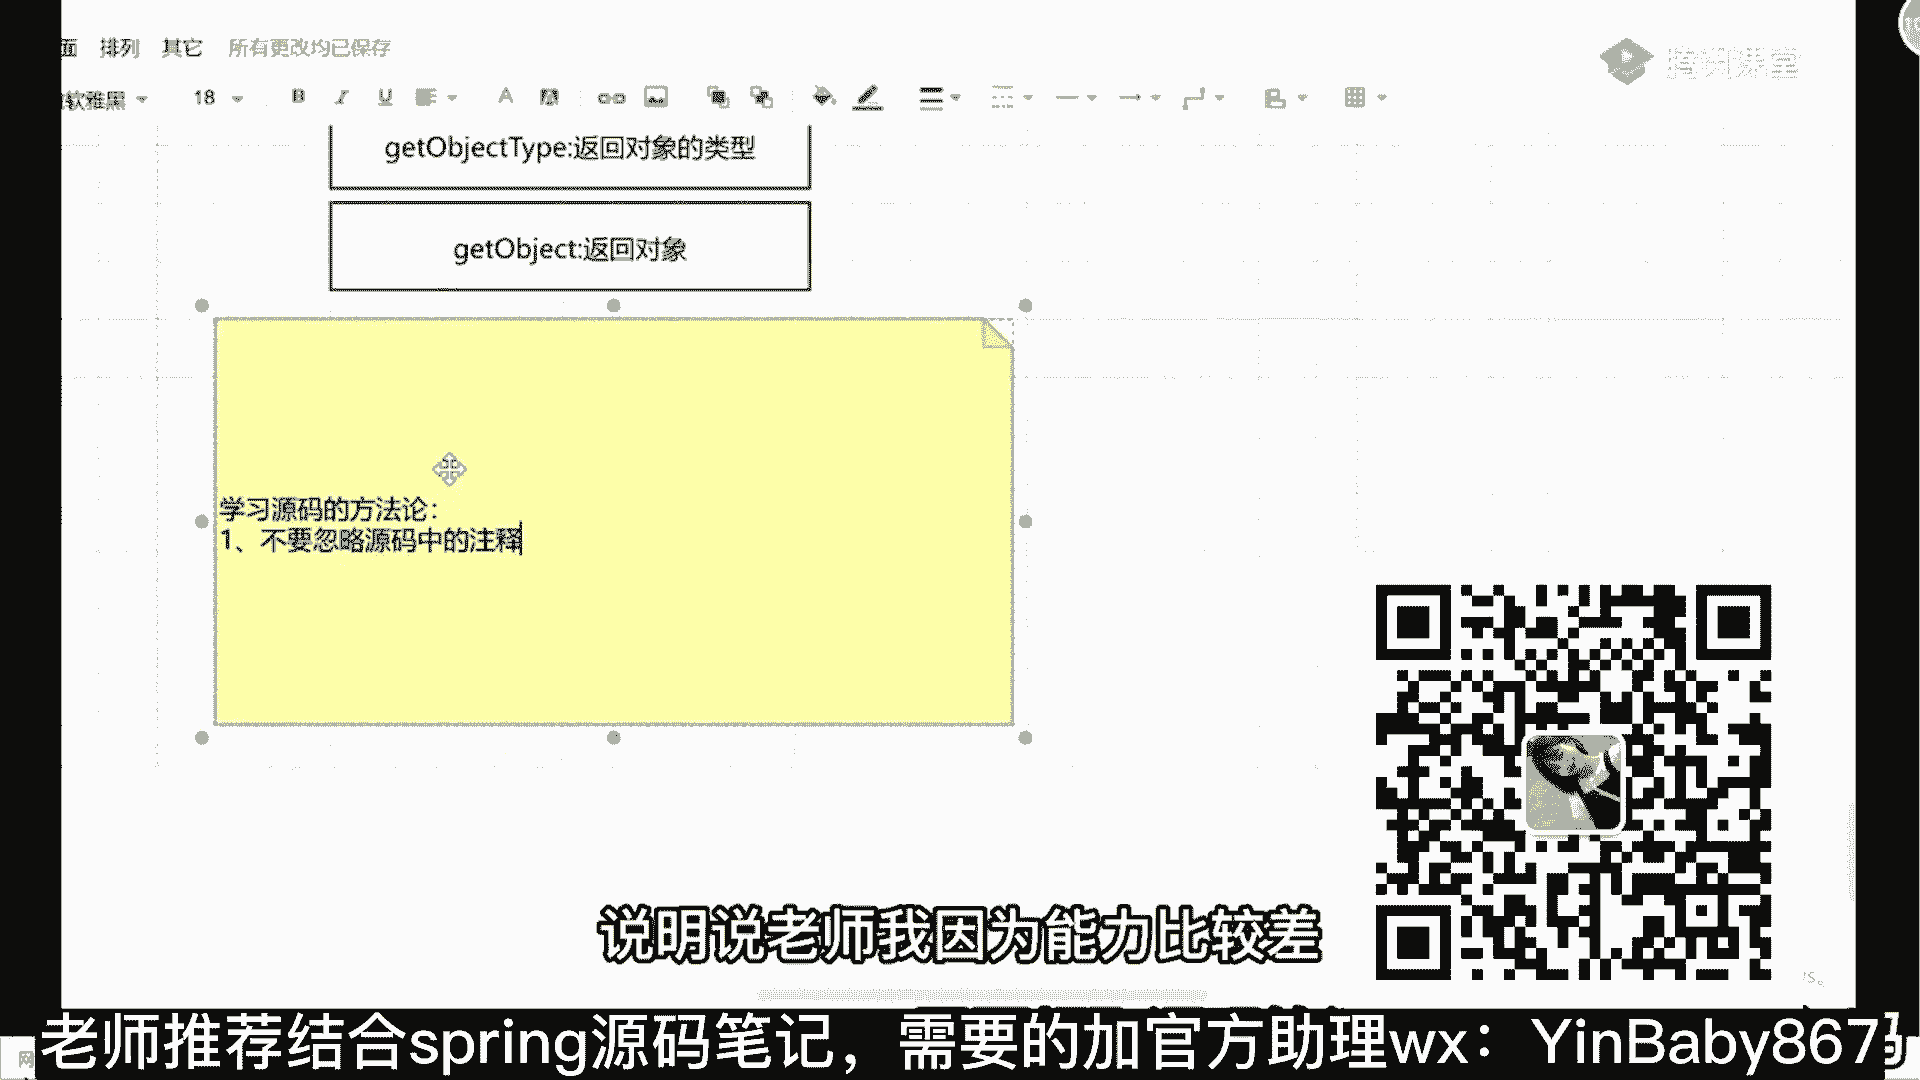 面 排列 其它 所有更改均已保存
软雅黑 18 B I U A
腾讯课堂
getObjectType:返回对象的类型
getObject:返回对象
学习源码的方法论：
1、不要忽略源码中的注释
说明说老师我因为能力比较差
老师推荐结合spring源码笔记，需要的加官方助理wx：YinBaby867